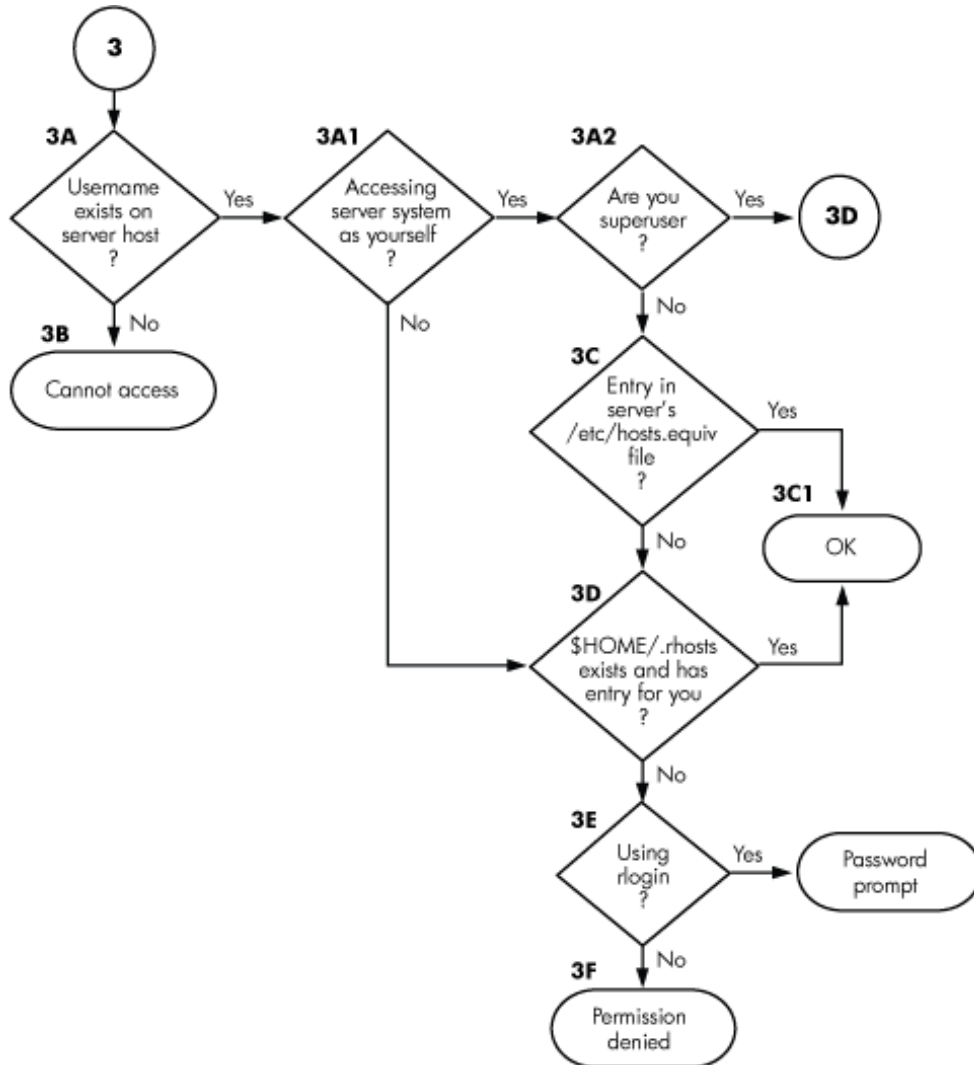 3
3A
Username
exists on
server host
?
Yes
No
3B
Cannot access
3A1
Accessing
server system
as yourself
?
Yes
No
3A2
Are you
superuser
?
Yes
3D
No
3C
Entry in
server's
/etc/hosts.equiv
file
?
Yes
3C1
OK
No
3D
$HOME/.rhosts
exists and has
entry for you
?
Yes
No
3E
Using
rlogin
?
Yes
Password
prompt
No
3F
Permission
denied